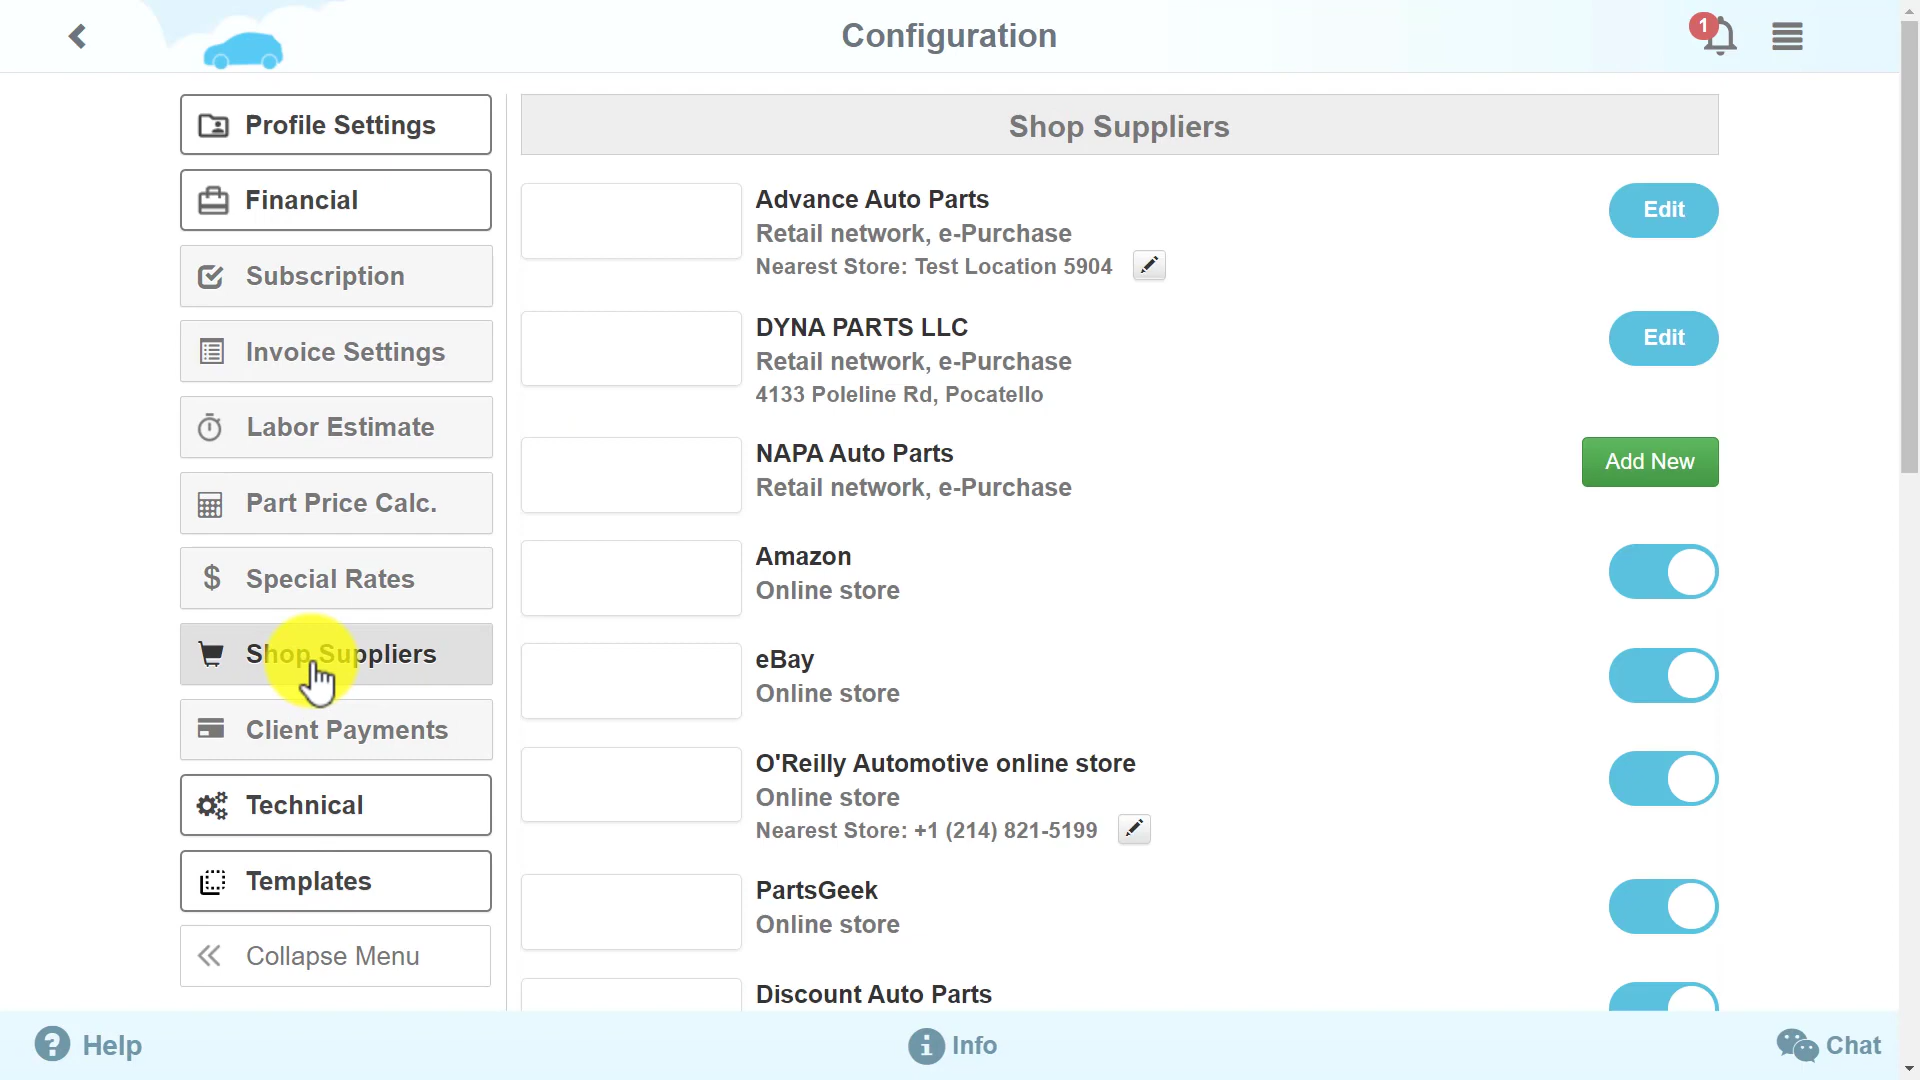 Configuration
1
Profile Settings
Financial
Subscription
Invoice Settings
Labor Estimate
Part Price Calc.
$ Special Rates
Shop Suppliers
Client Payments
Technical
Templates
Collapse Menu
Shop Suppliers
Advance Auto Parts
Retail network, e-Purchase
Nearest Store: Test Location 5904
Edit
DYNA PARTS LLC
Retail network, e-Purchase
4133 Poleline Rd, Pocatello
Edit
NAPA Auto Parts
Retail network, e-Purchase
Add New
Amazon
Online store
eBay
Online store
O'Reilly Automotive online store
Online store
Nearest Store: +1 (214) 821-5199
PartsGeek
Online store
Discount Auto Parts
? Help
i Info
Chat